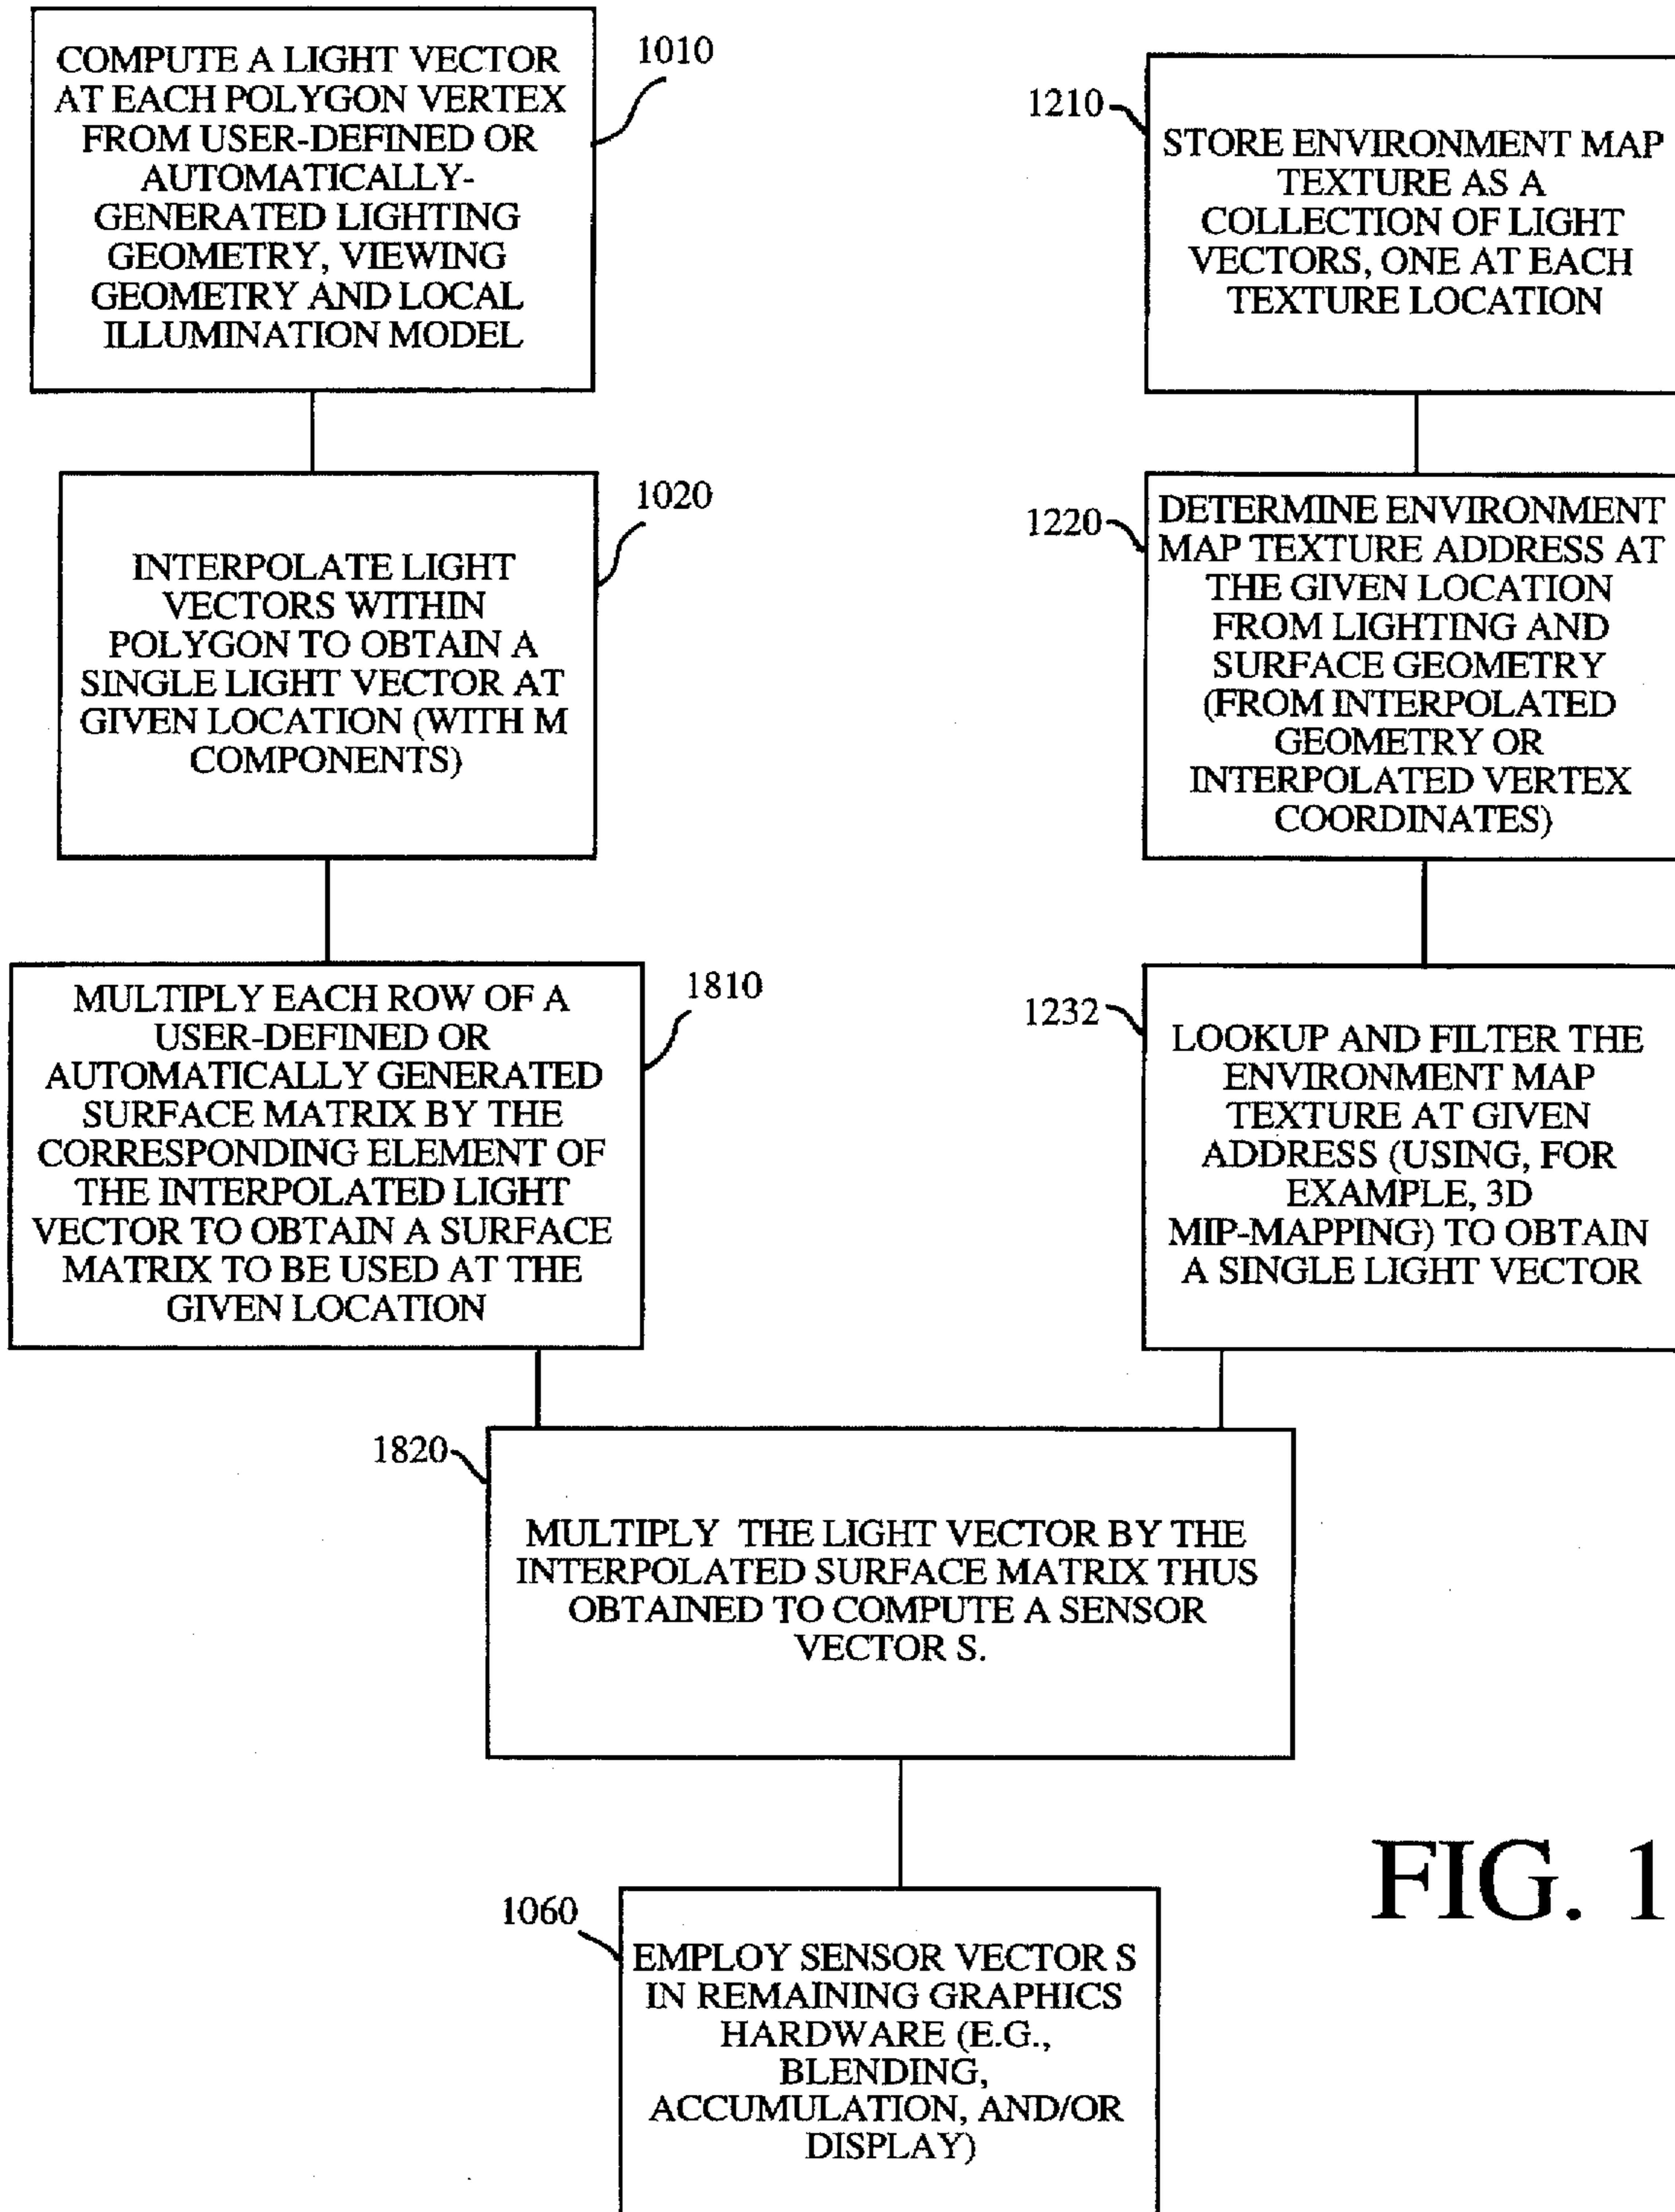 COMPUTE A LIGHT VECTOR
AT EACH POLYGON VERTEX
FROM USER-DEFINED OR
AUTOMATICALLY-
GENERATED LIGHTING
GEOMETRY, VIEWING
GEOMETRY AND LOCAL
ILLUMINATION MODEL
1010
INTERPOLATE LIGHT
VECTORS WITHIN
POLYGON TO OBTAIN A
SINGLE LIGHT VECTOR AT
GIVEN LOCATION (WITH M
COMPONENTS)
1020
MULTIPLY EACH ROW OF A
USER-DEFINED OR
AUTOMATICALLY GENERATED
SURFACE MATRIX BY THE
CORRESPONDING ELEMENT OF
THE INTERPOLATED LIGHT
VECTOR TO OBTAIN A SURFACE
MATRIX TO BE USED AT THE
GIVEN LOCATION
1810
1210
STORE ENVIRONMENT MAP
TEXTURE AS A
COLLECTION OF LIGHT
VECTORS, ONE AT EACH
TEXTURE LOCATION
1220
DETERMINE ENVIRONMENT
MAP TEXTURE ADDRESS AT
THE GIVEN LOCATION
FROM LIGHTING AND
SURFACE GEOMETRY
(FROM INTERPOLATED
GEOMETRY OR
INTERPOLATED VERTEX
COORDINATES)
1232
LOOKUP AND FILTER THE
ENVIRONMENT MAP
TEXTURE AT GIVEN
ADDRESS (USING, FOR
EXAMPLE, 3D
MIP-MAPPING) TO OBTAIN
A SINGLE LIGHT VECTOR
1820
MULTIPLY THE LIGHT VECTOR BY THE
INTERPOLATED SURFACE MATRIX THUS
OBTAINED TO COMPUTE A SENSOR
VECTOR S.
1060
EMPLOY SENSOR VECTOR S
IN REMAINING GRAPHICS
HARDWARE (E.G.,
BLENDING,
ACCUMULATION, AND/OR
DISPLAY)
FIG. 1